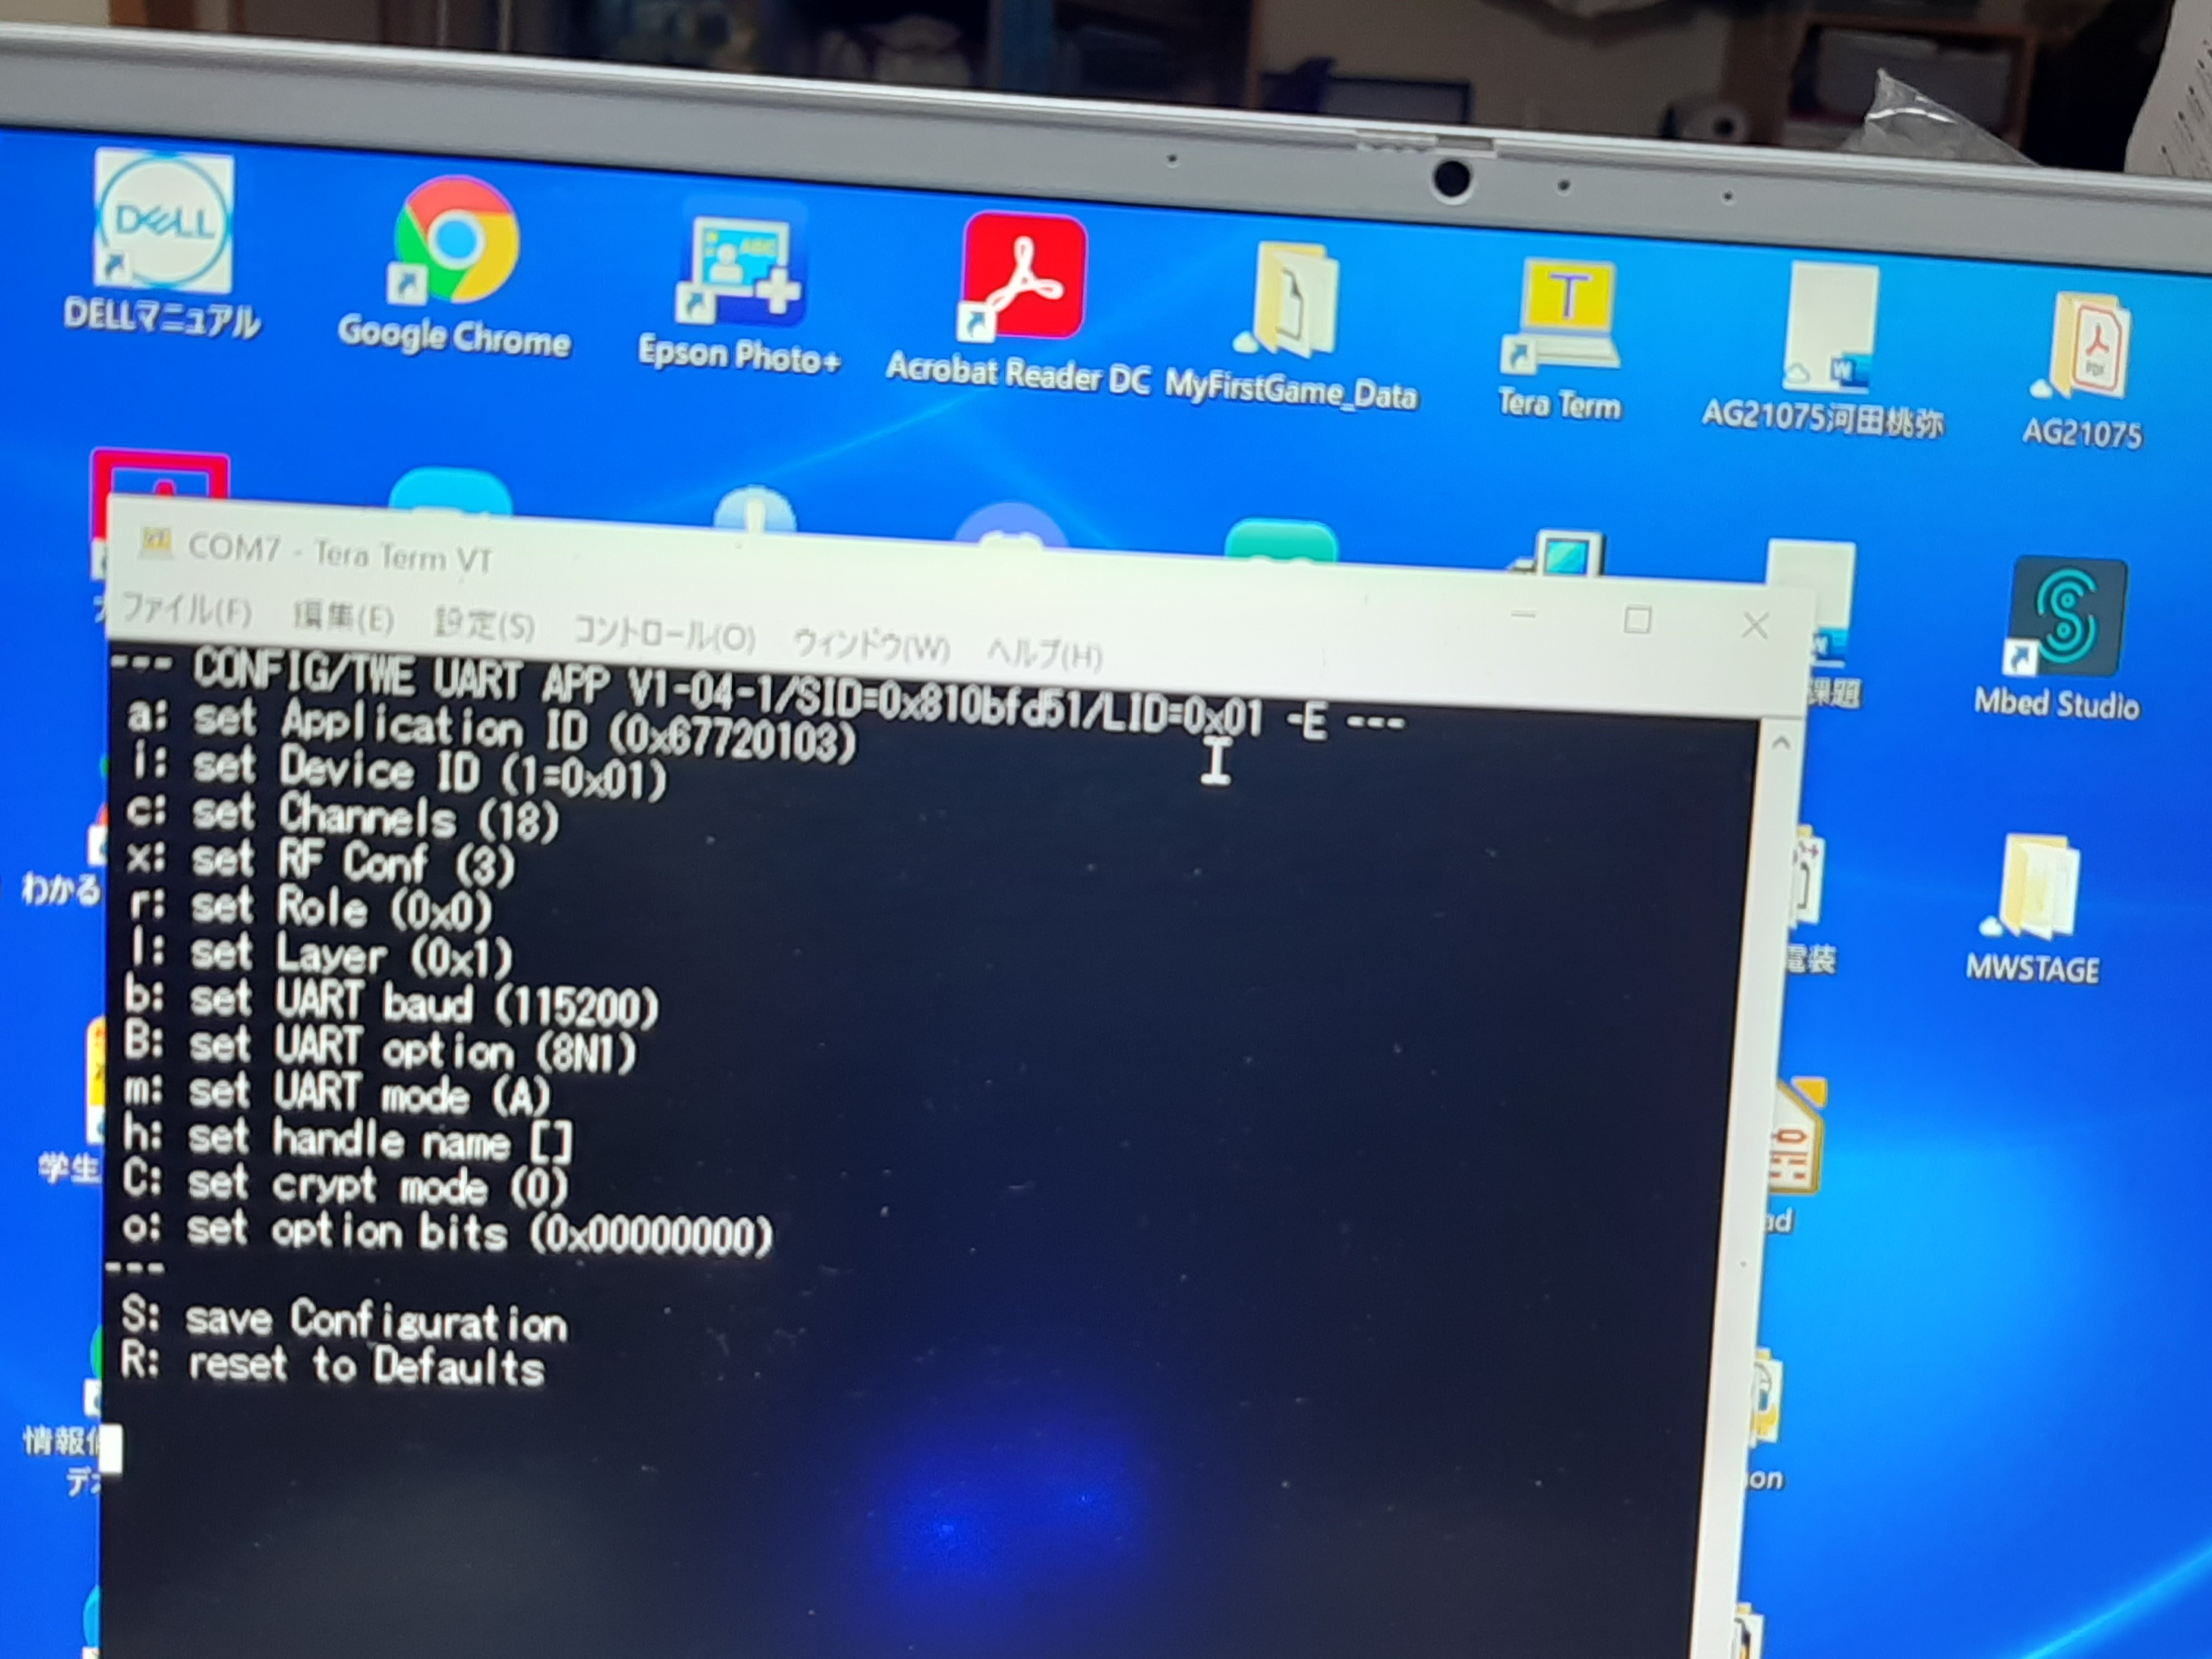 DELL
DELLマニュアル
Google Chrome
Epson Photo+
Acrobat Reader DC
MyFirstGame_Data
T
Tera Term
W
AG21075河田桃弥
PDF
AG21075
COM7 - Tera Term VT
ファイル(F) 編集(E) 設定(S) コントロール(O) ウィンドウ(W) ヘルプ(H)
--- CONFIG/TWE UART APP V1-04-1/SID=0x810bfd51/LID=0x01 -E ---
a: set Application ID (0x67720103)
i: set Device ID (1=0x01)
c: set Channels (18)
x: set RF Conf (3)
r: set Role (0x0)
l: set Layer (0x1)
b: set UART baud (115200)
B: set UART option (8N1)
m: set UART mode (A)
h: set handle name []
C: set crypt mode (0)
o: set option bits (0x00000000)
---
S: save Configuration
R: reset to Defaults
課題
Mbed Studio
わかる
電装
MWSTAGE
学生
ad
情報
デ
on